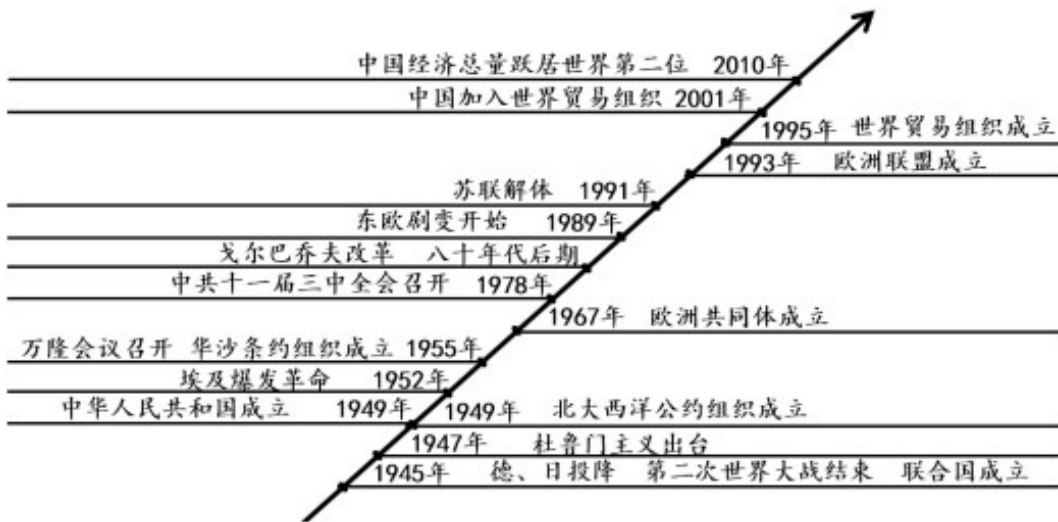 中国经济总量跃居世界第二位 2010年
中国加入世界贸易组织 2001年
1995年 世界贸易组织成立
1993年 欧洲联盟成立
苏联解体 1991年
东欧剧变开始 1989年
戈尔巴乔夫改革 八十年代后期
中共十一届三中全会召开 1978年
1967年 欧洲共同体成立
万隆会议召开 华沙条约组织成立 1955年
埃及爆发革命 1952年
中华人民共和国成立 1949年
1949年 北大西洋公约组织成立
1947年 杜鲁门主义出台
1945年 德、日投降 第二次世界大战结束 联合国成立